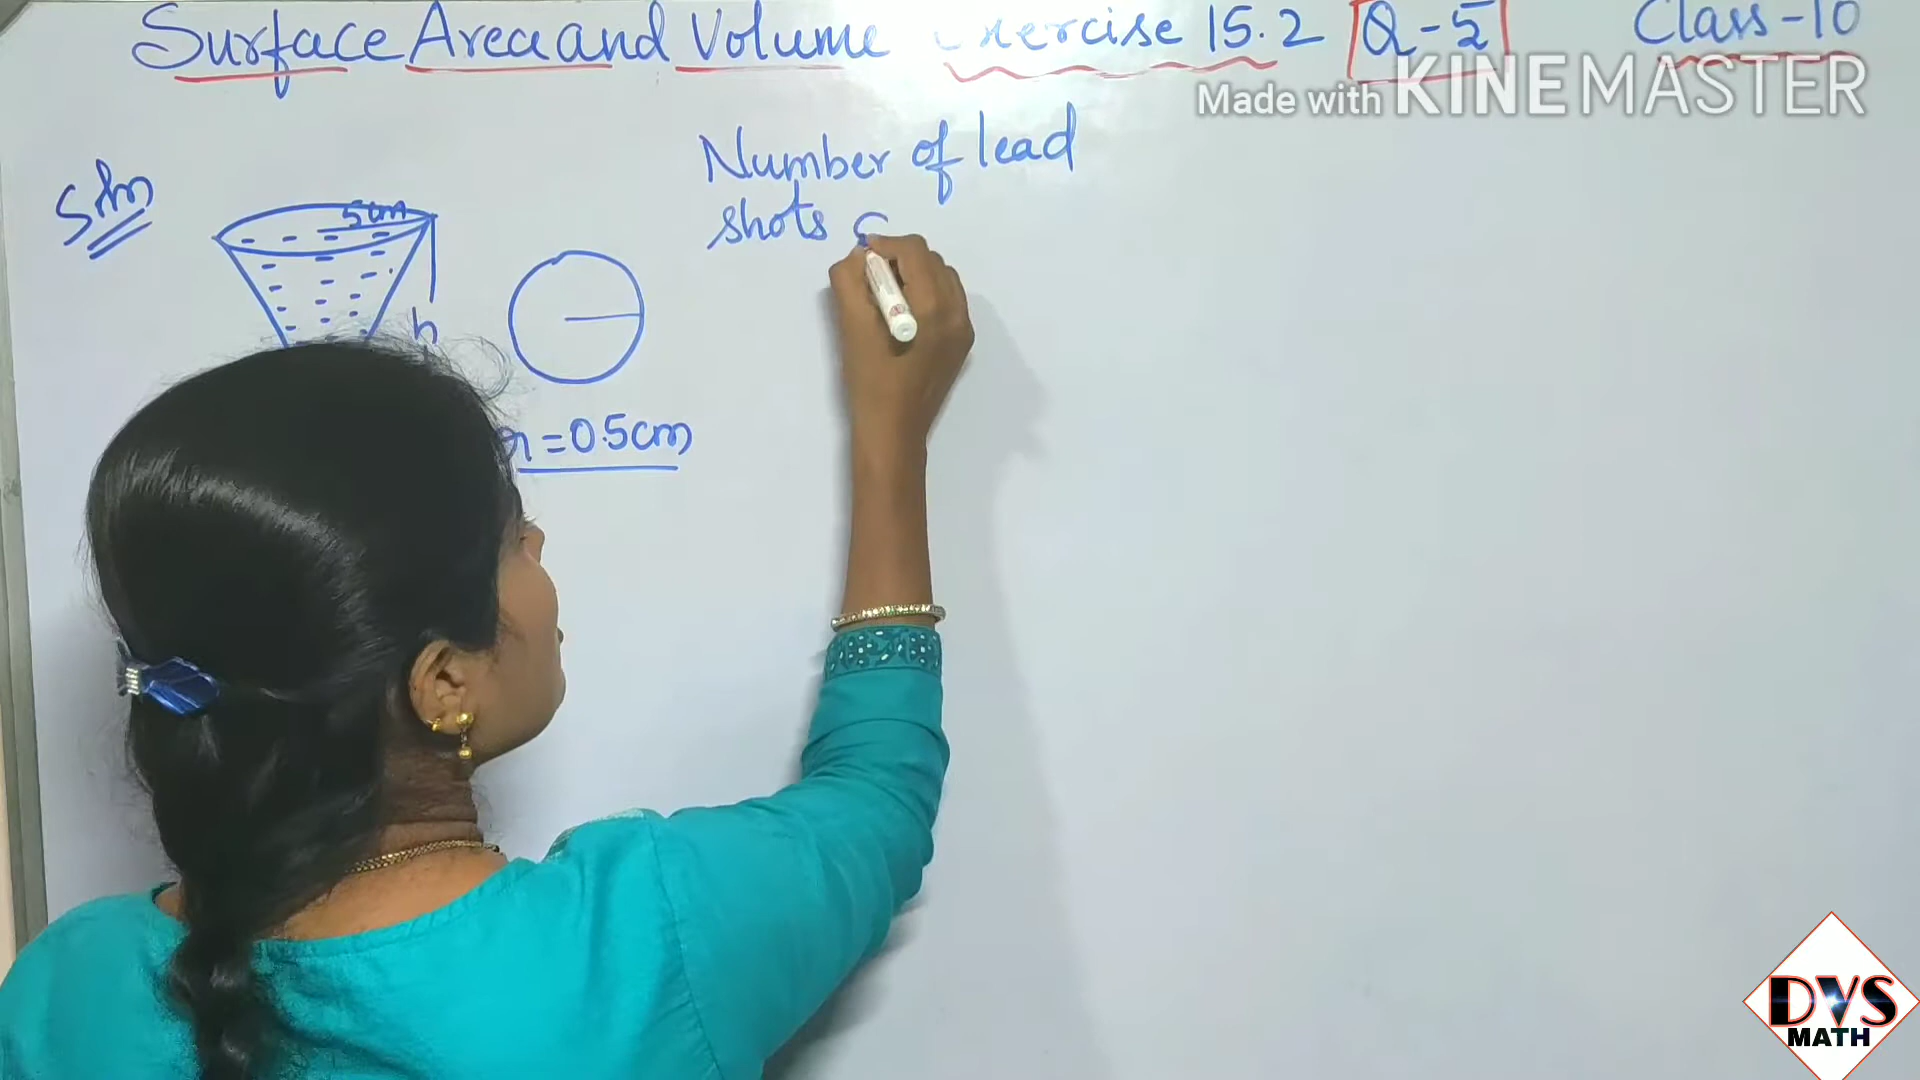 Surface Area and Volume Exercise 15.2 Q-5 Class-10
Made with KINEMASTER
Number of lead
shots
Soln
5cm
h
r=0.5cm
DVS
MATH